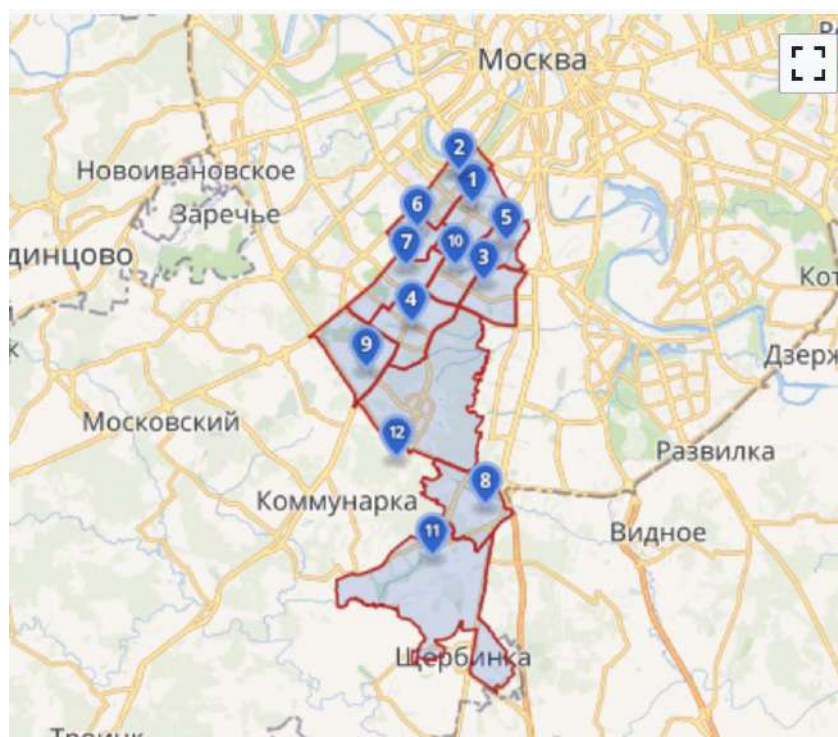 Москва
2
Новоивановское
1
Заречье
6
5
7
10
3
динцово
Кот
4
9
Дзерж
Московский
12
Развилка
8
Коммунарка
11
Видное
Щербинка
Троицк